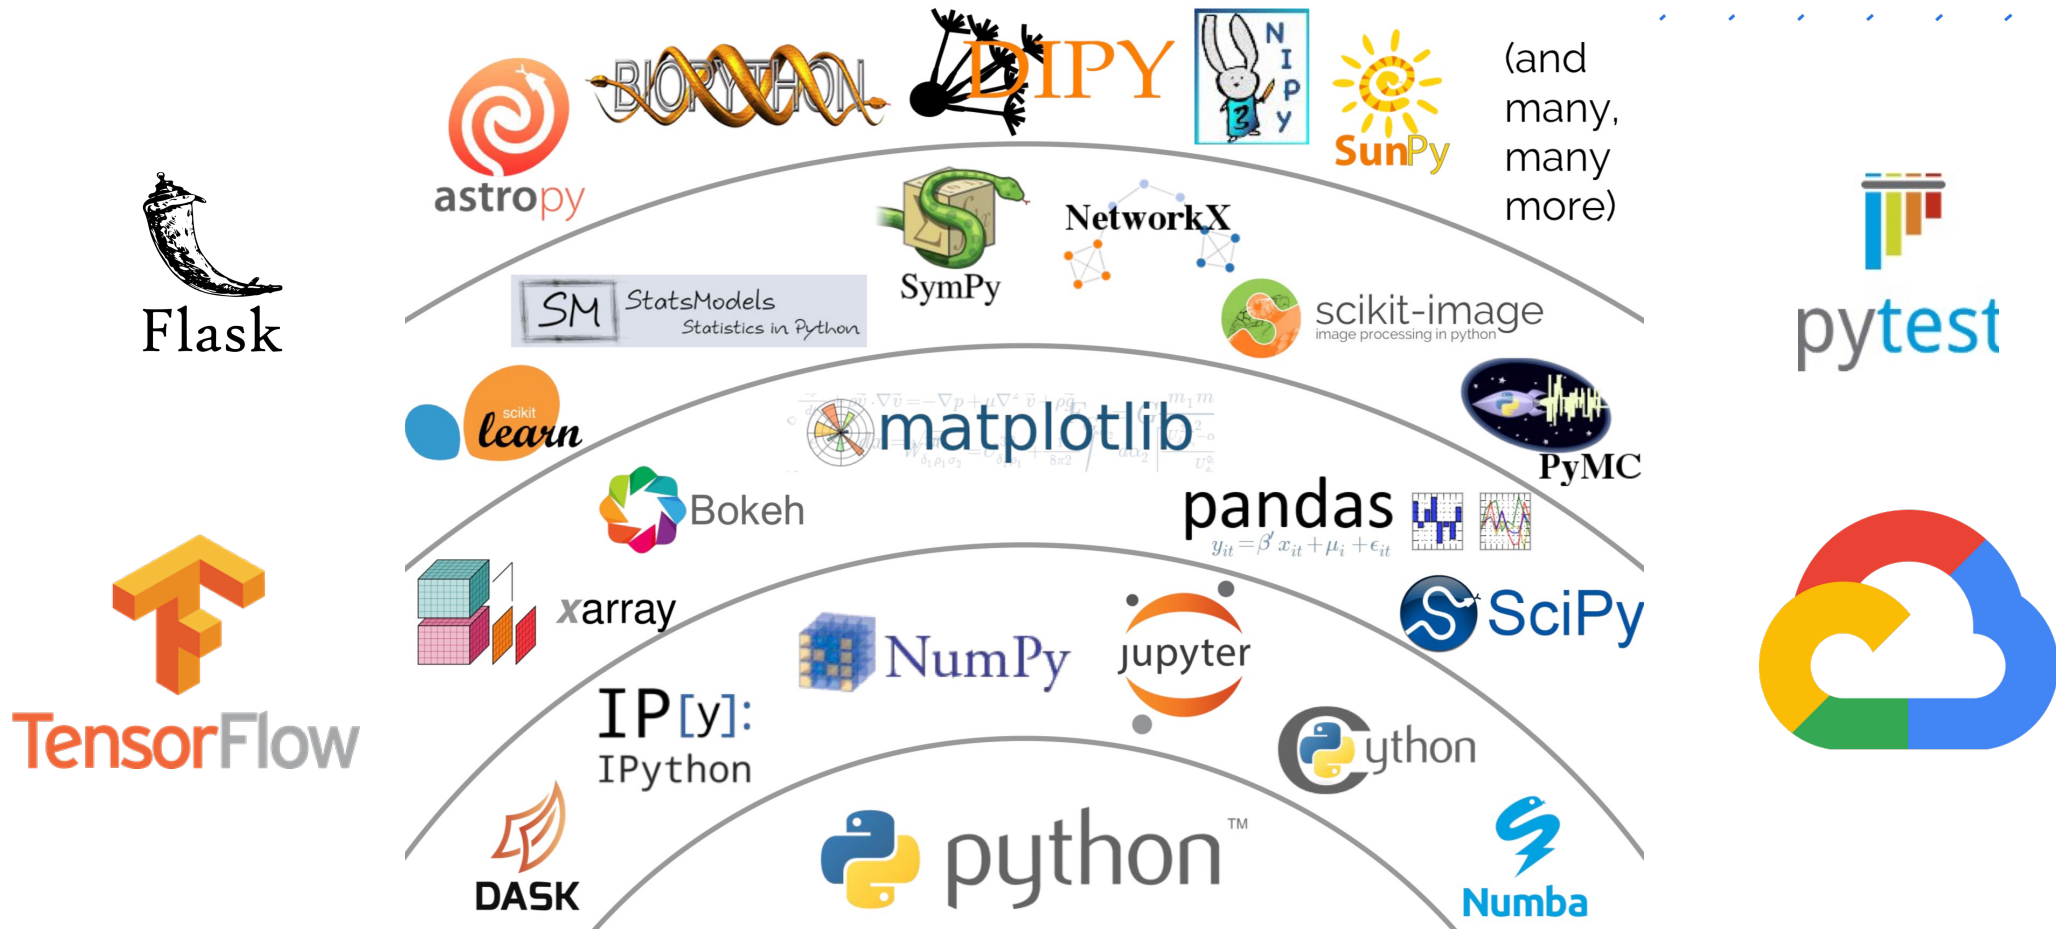 BIOPYTHON
DIPY
NIPY
SunPy
(and
many,
many
more)
astropy
NetworkX
SymPy
SM
StatsModels
Statistics in Python
scikit-image
image processing in python
Flask
pytest
scikit
learn
matplotlib
PyMC
Bokeh
pandas
xarray
SciPy
NumPy
jupyter
IP[y]:
IPython
Cython
TensorFlow
python™
DASK
Numba